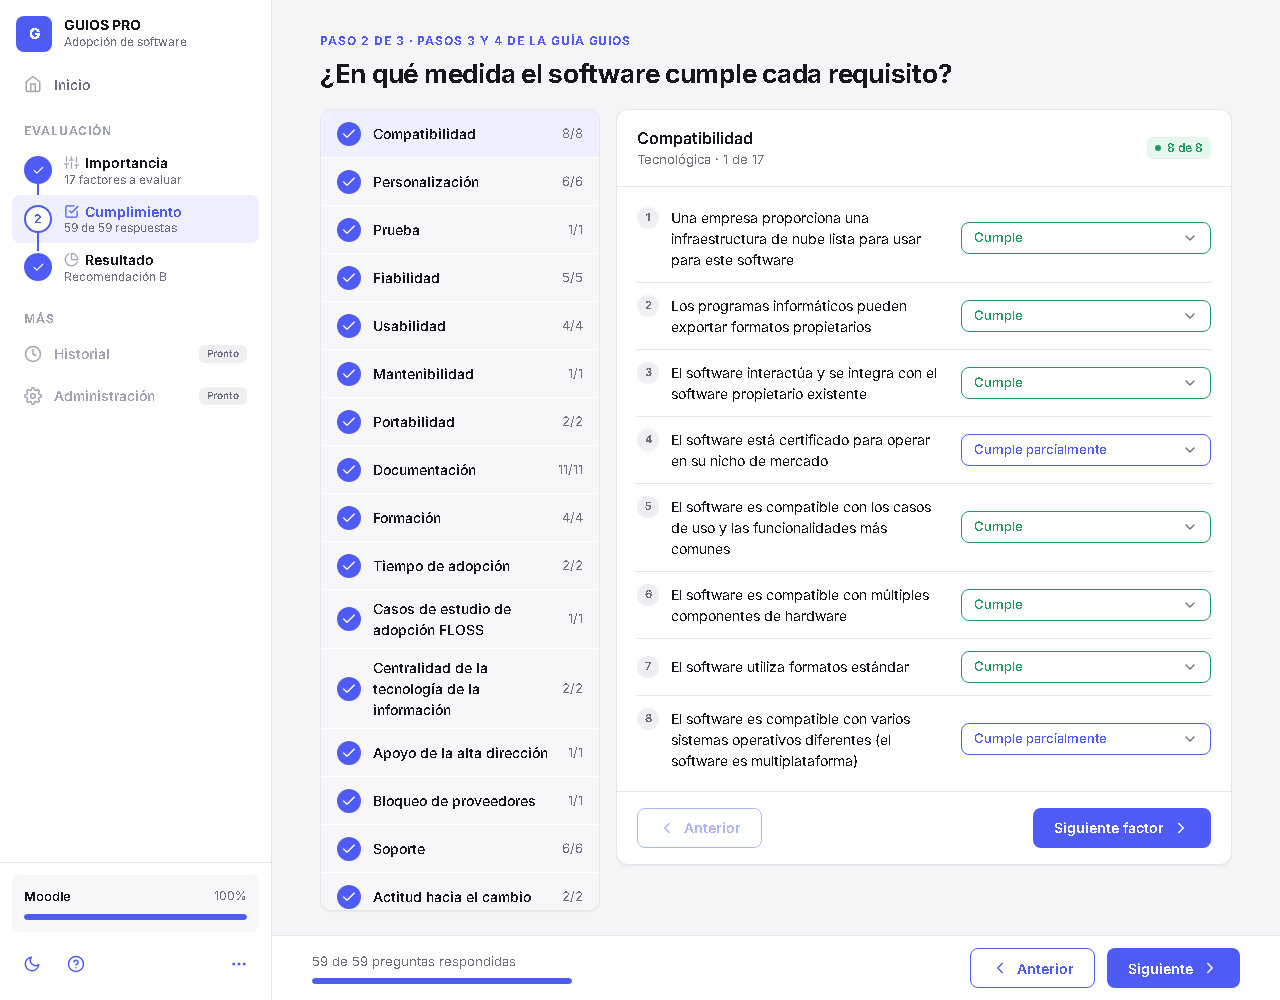 G
GUIOS PRO
Adopción de software
Inicio
EVALUACIÓN
Importancia
17 factores a evaluar
2
Cumplimiento
59 de 59 respuestas
Resultado
Recomendación B
MÁS
Historial
Pronto
Administración
Pronto
Moodle
100%
PASO 2 DE 3 · PASOS 3 Y 4 DE LA GUÍA GUIOS
¿En qué medida el software cumple cada requisito?
Compatibilidad 8/8
Personalización 6/6
Prueba 1/1
Fiabilidad 5/5
Usabilidad 4/4
Mantenibilidad 1/1
Portabilidad 2/2
Documentación 11/11
Formación 4/4
Tiempo de adopción 2/2
Casos de estudio de
adopción FLOSS 1/1
Centralidad de la
tecnología de la 2/2
información
Apoyo de la alta dirección 1/1
Bloqueo de proveedores 1/1
Soporte 6/6
Actitud hacia el cambio 2/2
Compatibilidad
Tecnológica · 1 de 17
8 de 8
1 Una empresa proporciona una
infraestructura de nube lista para usar
para este software
Cumple
2 Los programas informáticos pueden
exportar formatos propietarios
Cumple
3 El software interactúa y se integra con el
software propietario existente
Cumple
4 El software está certificado para operar
en su nicho de mercado
Cumple parcialmente
5 El software es compatible con los casos
de uso y las funcionalidades más
comunes
Cumple
6 El software es compatible con múltiples
componentes de hardware
Cumple
7 El software utiliza formatos estándar
Cumple
8 El software es compatible con varios
sistemas operativos diferentes (el
software es multiplataforma)
Cumple parcialmente
Anterior
Siguiente factor
59 de 59 preguntas respondidas
Anterior
Siguiente